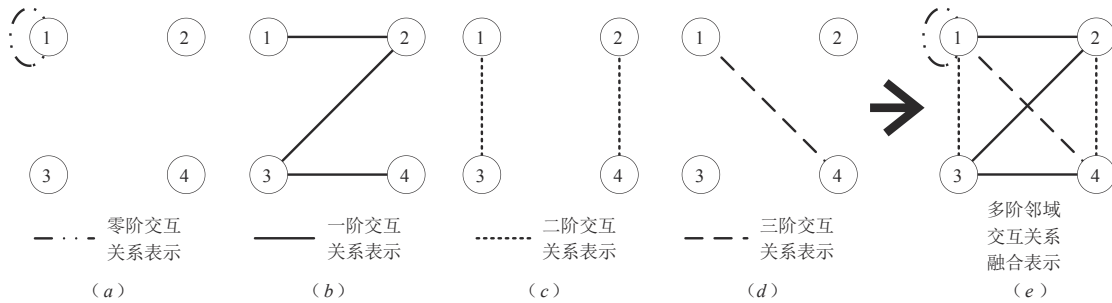 1 2 1 2 1 2 1 2 1 2
3 4 3 4 3 4 3 4 3 4
零阶交互
关系表示
一阶交互
关系表示
二阶交互
关系表示
三阶交互
关系表示
多阶邻域
交互关系
融合表示
(a) (b) (c) (d) (e)